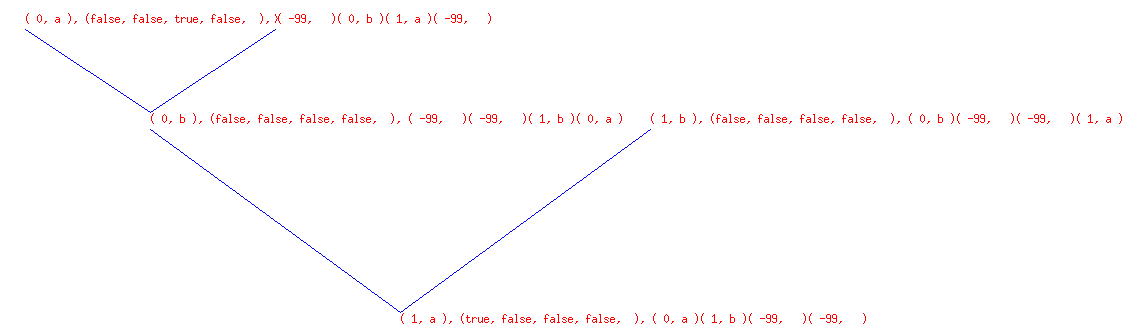 ( 0, a ), (false, false, true, false,  ), X( -99,   )( 0, b )( 1, a )( -99,   )
( 0, b ), (false, false, false, false,  ), ( -99,   )( -99,   )( 1, b )( 0, a )
( 1, b ), (false, false, false, false,  ), ( 0, b )( -99,   )( -99,   )( 1, a )
( 1, a ), (true, false, false, false,  ), ( 0, a )( 1, b )( -99,   )( -99,   )